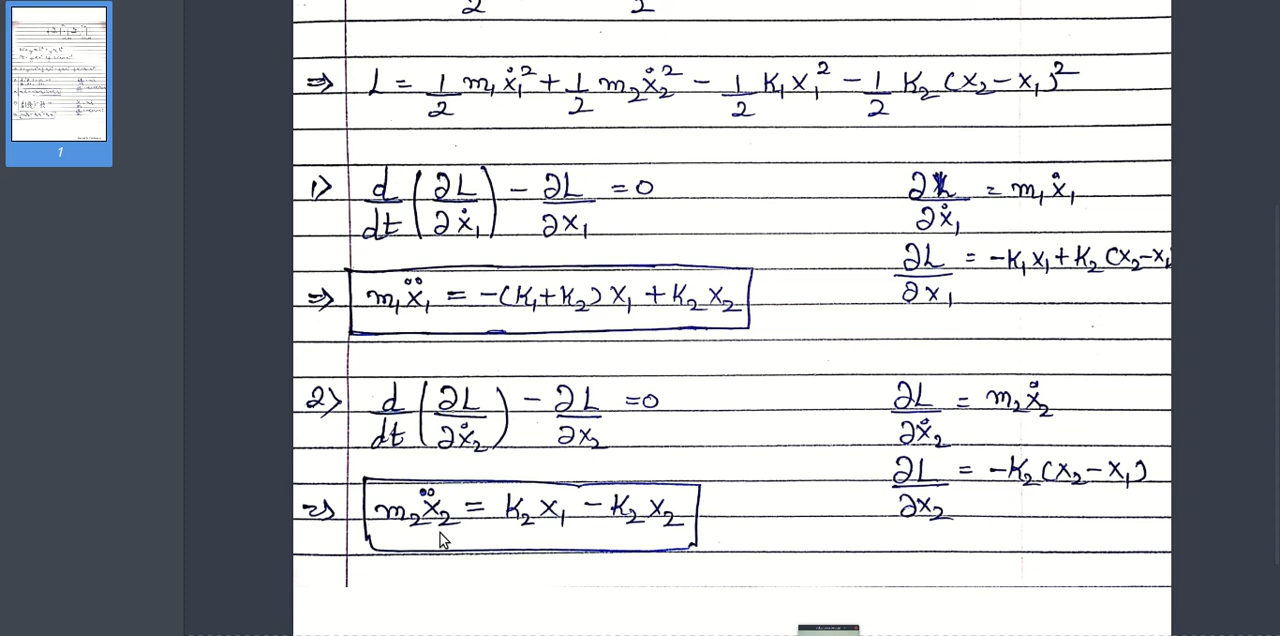 ⇒ L = 1/2 m₁ẋ₁² + 1/2 m₂ẋ₂² − 1/2 K₁x₁² − 1/2 K₂(x₂−x₁)²
1) d/dt (∂L/∂ẋ₁) − ∂L/∂x₁ = 0
∂L/∂ẋ₁ = m₁ẋ₁
∂L/∂x₁ = −K₁x₁ + K₂(x₂−x₁
⇒ m₁ẍ₁ = −(K₁+K₂)x₁ + K₂x₂
2) d/dt (∂L/∂ẋ₂) − ∂L/∂x₂ = 0
∂L/∂ẋ₂ = m₂ẋ₂
∂L/∂x₂ = −K₂(x₂−x₁)
⇒ m₂ẍ₂ = K₂x₁ − K₂x₂
1